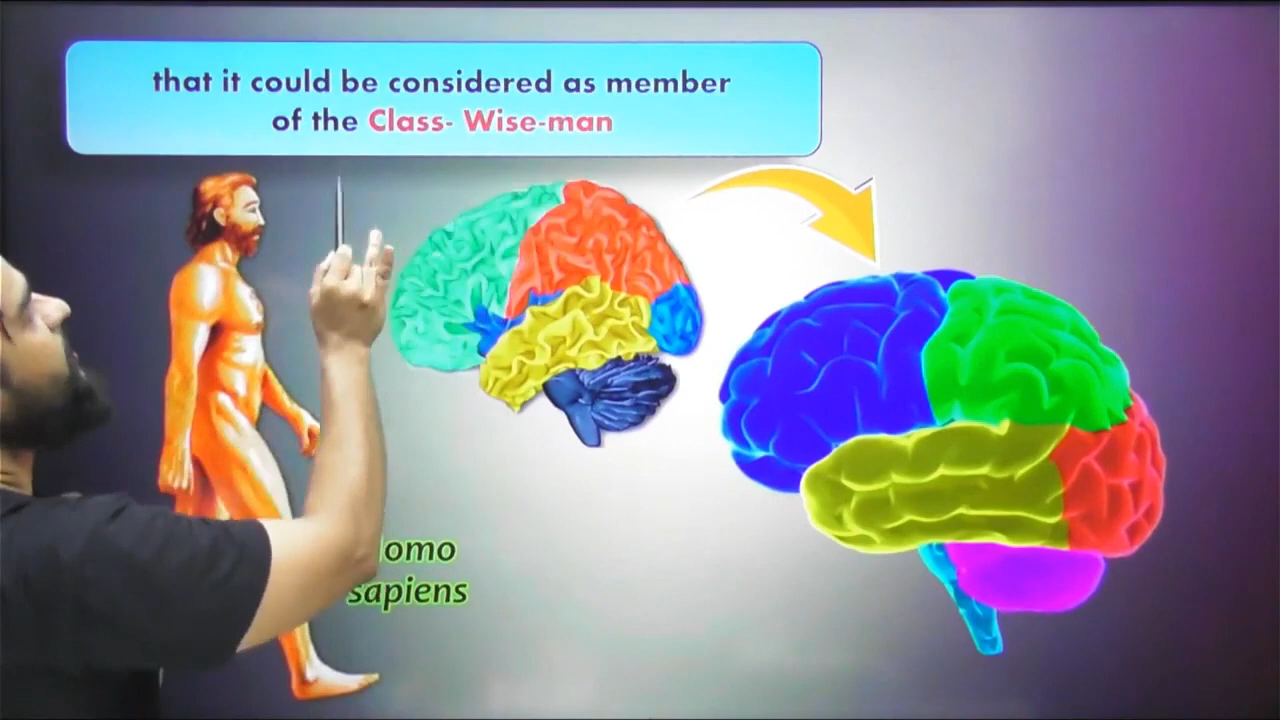 that it could be considered as member
of the Class- Wise-man
omo
sapiens